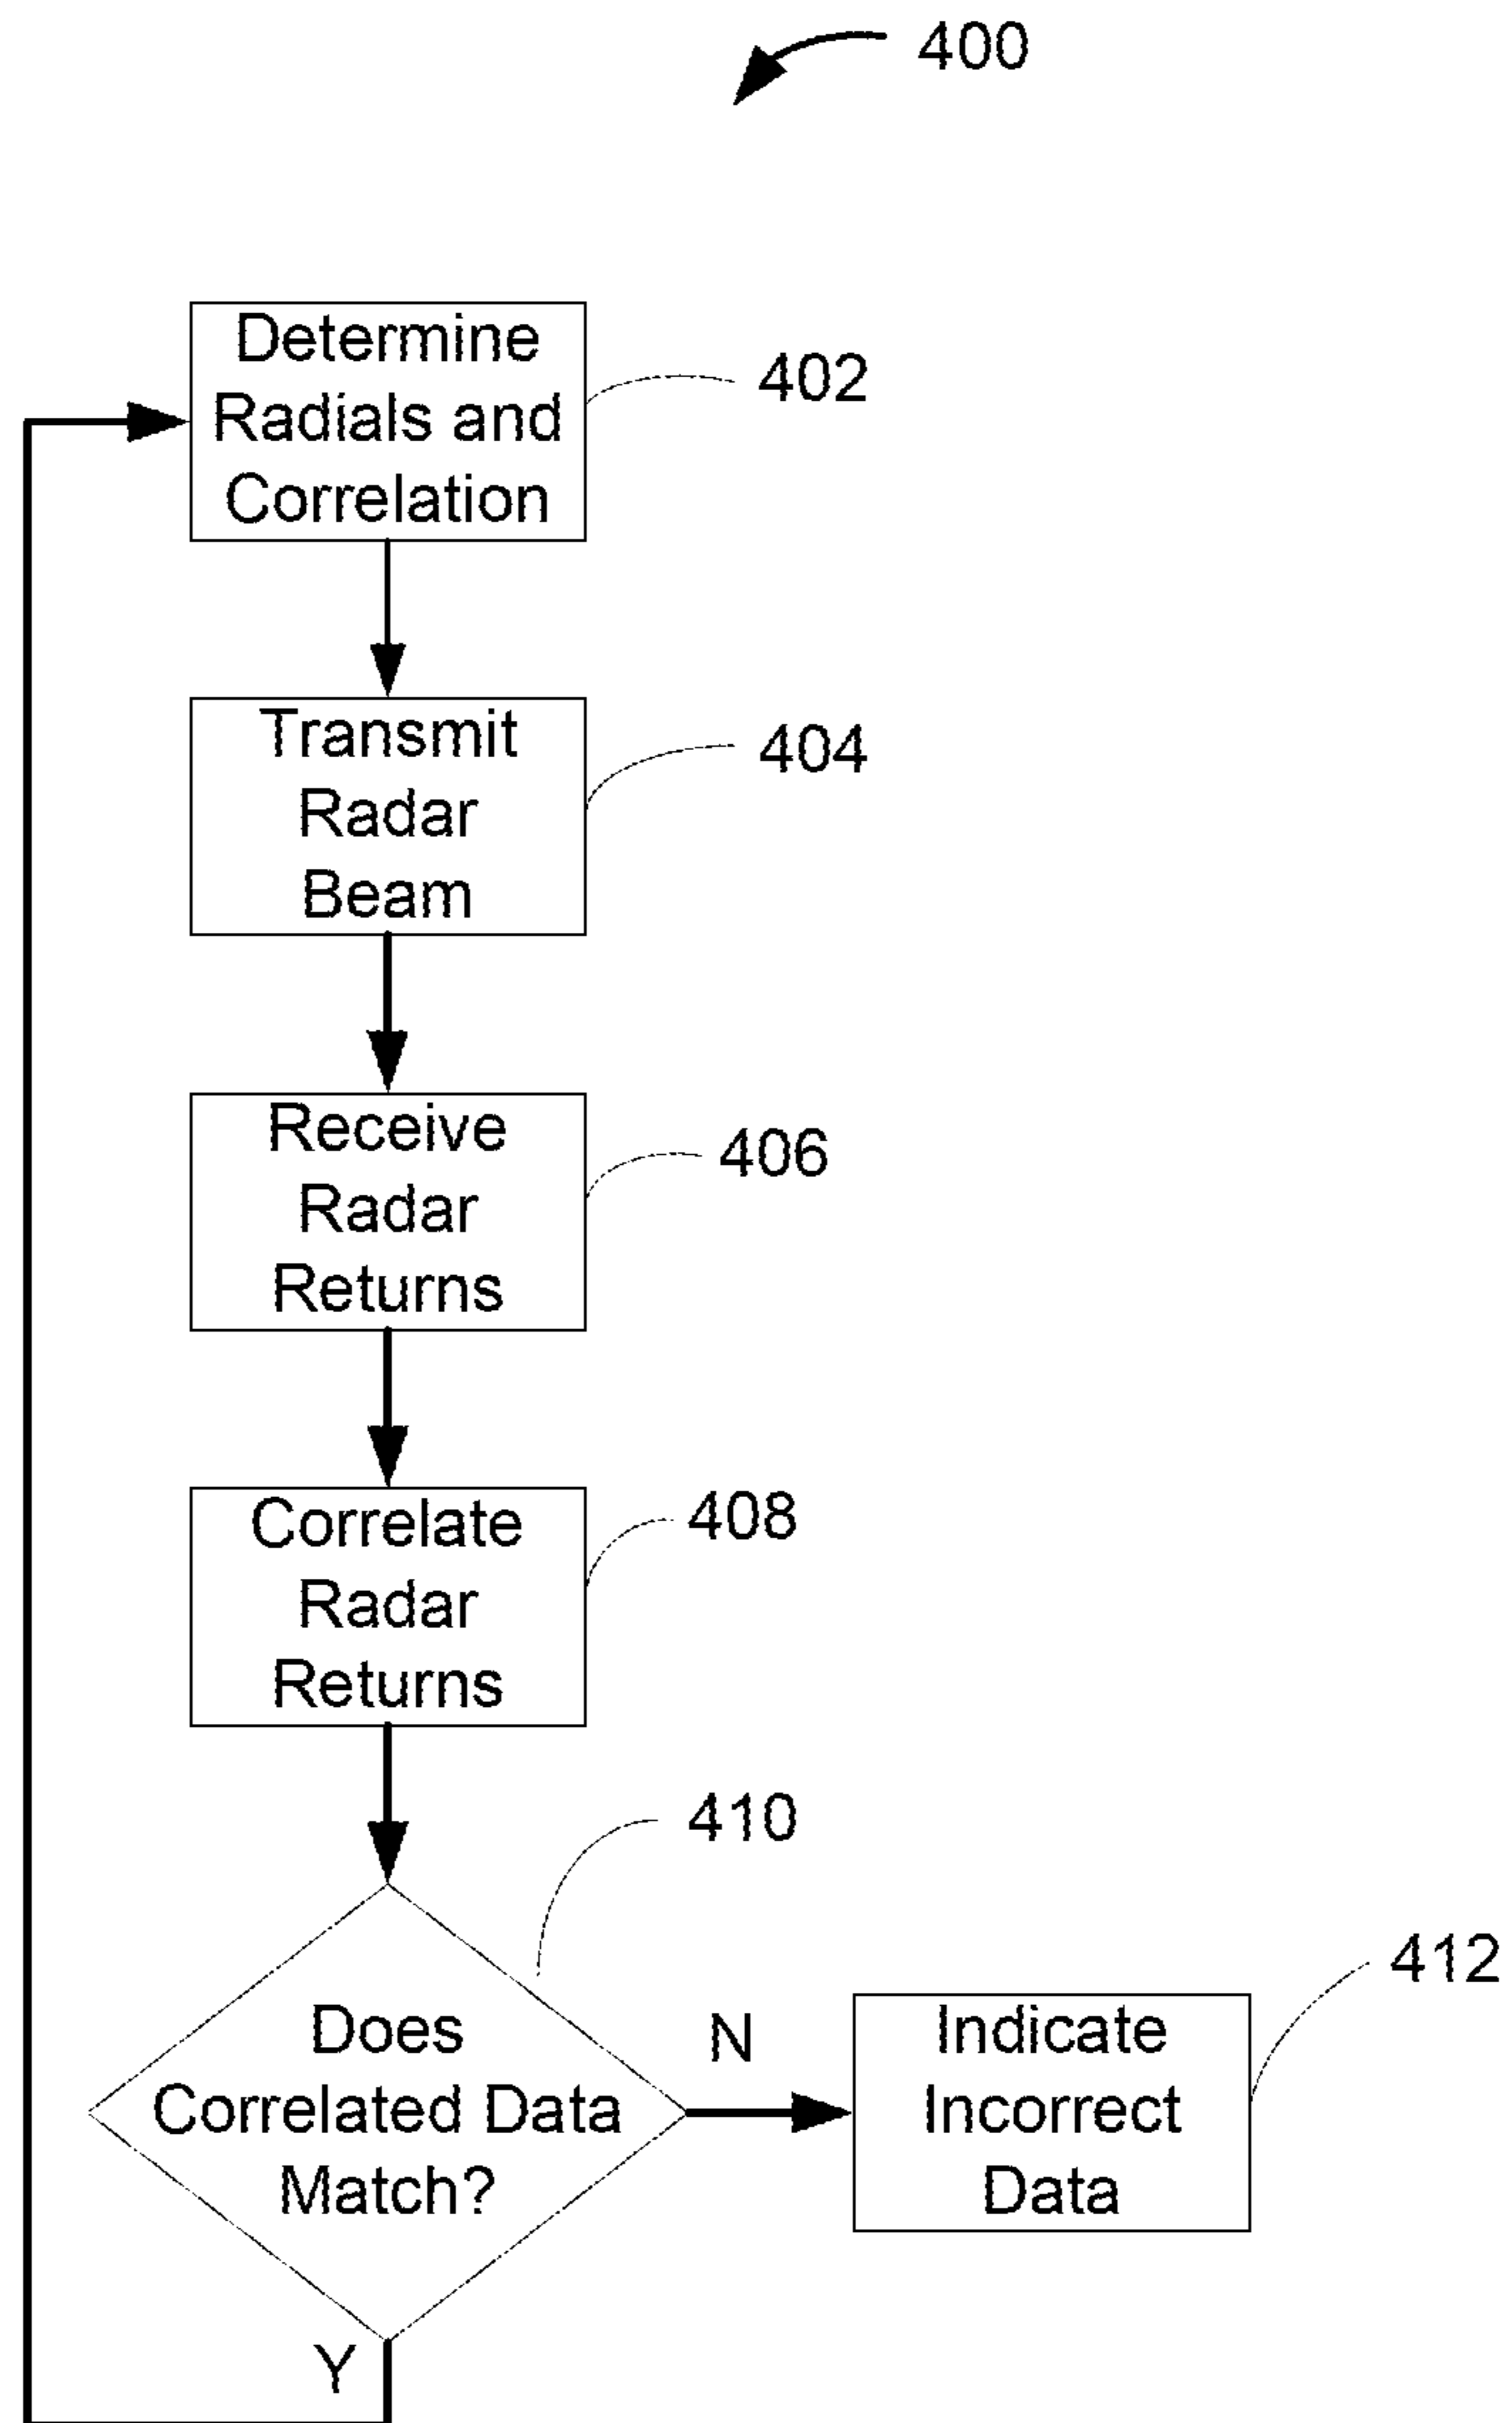 400
Determine
Radials and
Correlation
402
Transmit
Radar
Beam
404
Receive
Radar
Returns
406
Correlate
Radar
Returns
408
410
Does
Correlated Data
Match?
N
Y
412
Indicate
Incorrect
Data